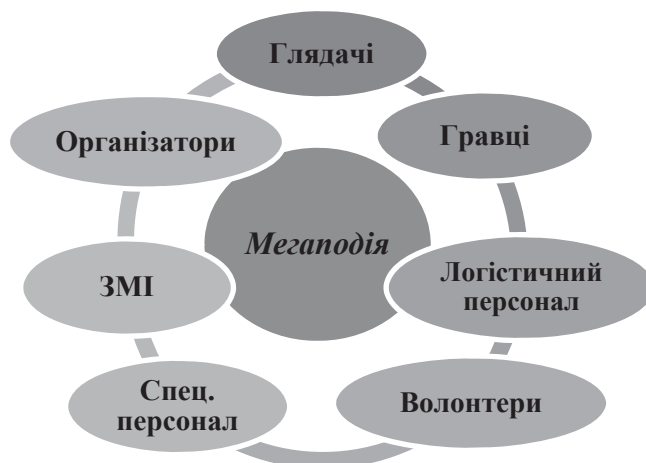 Глядачі
Гравці
Організатори
Мегаподія
Логістичний
персонал
ЗМІ
Волонтери
Спец.
персонал